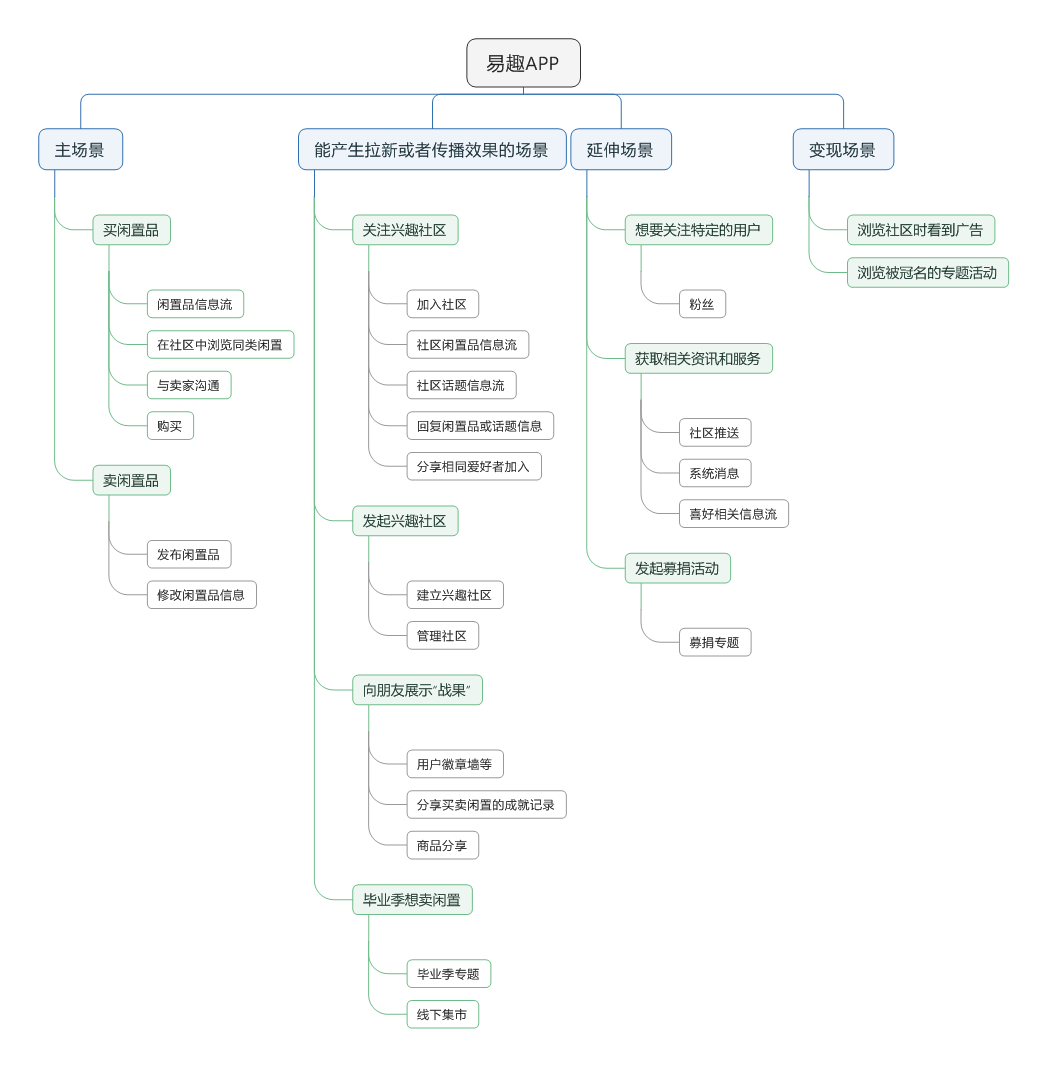 易趣APP
主场景
买闲置品
闲置品信息流
在社区中浏览同类闲置
与卖家沟通
购买
卖闲置品
发布闲置品
修改闲置品信息
能产生拉新或者传播效果的场景
关注兴趣社区
加入社区
社区闲置品信息流
社区话题信息流
回复闲置品或话题信息
分享相同爱好者加入
发起兴趣社区
建立兴趣社区
管理社区
向朋友展示"战果"
用户徽章墙等
分享买卖闲置的成就记录
商品分享
毕业季想卖闲置
毕业季专题
线下集市
延伸场景
想要关注特定的用户
粉丝
获取相关资讯和服务
社区推送
系统消息
喜好相关信息流
发起募捐活动
募捐专题
变现场景
浏览社区时看到广告
浏览被冠名的专题活动